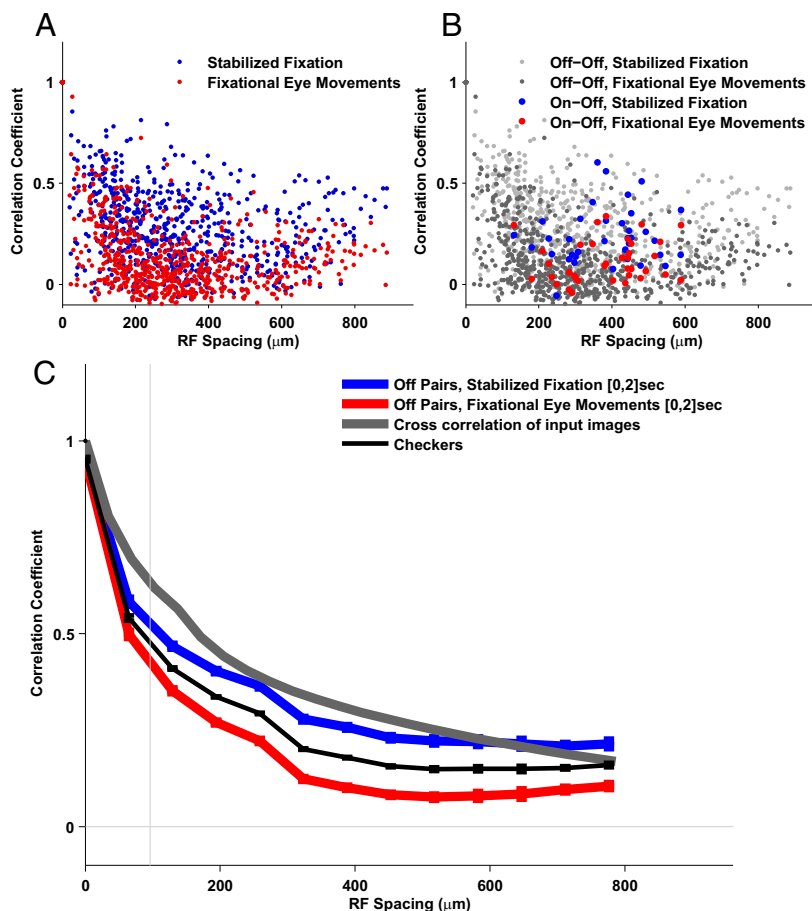 A
B
Stabilized Fixation
Fixational Eye Movements
Off−Off, Stabilized Fixation
Off−Off, Fixational Eye Movements
On−Off, Stabilized Fixation
On−Off, Fixational Eye Movements
Correlation Coefficient
1
0.5
0
0 200 400 600 800
RF Spacing (μm)
Correlation Coefficient
1
0.5
0
0 200 400 600 800
RF Spacing (μm)
C
Off Pairs, Stabilized Fixation [0,2]sec
Off Pairs, Fixational Eye Movements [0,2]sec
Cross correlation of input images
Checkers
Correlation Coefficient
1
0.5
0
0 200 400 600 800
RF Spacing (μm)